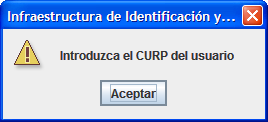 Infraestructura de Identificación y...
Introduzca el CURP del usuario
Aceptar